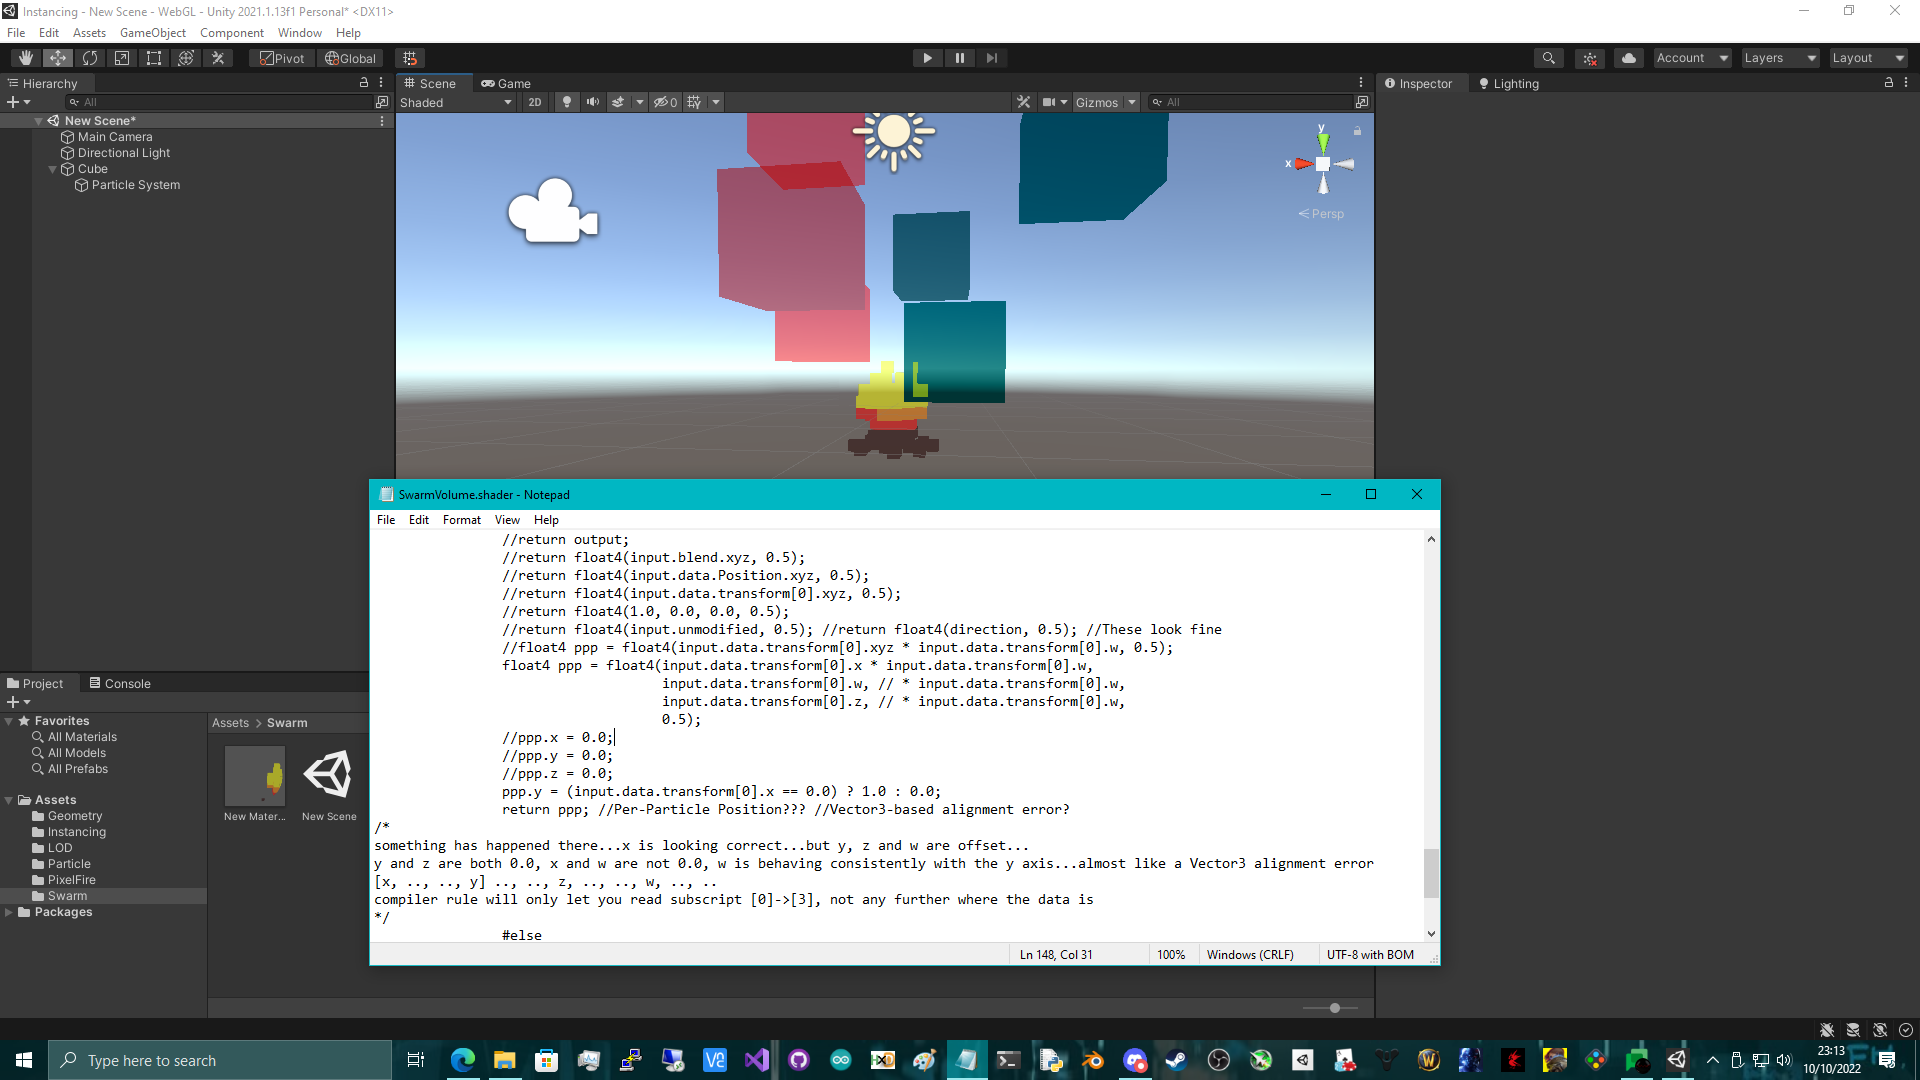 Instancing - New Scene - WebGL - Unity 2021.1.13f1 Personal* <DX11>
File Edit Assets GameObject Component Window Help
Pivot Global Account Layers Layout
Hierarchy
Scene Game
Inspector Lighting
All
Shaded 2D 0 Gizmos All
New Scene*
Main Camera
Directional Light
Cube
Particle System
y
x
Persp
SwarmVolume.shader - Notepad
File Edit Format View Help
//return output;
//return float4(input.blend.xyz, 0.5);
//return float4(input.data.Position.xyz, 0.5);
//return float4(input.data.transform[0].xyz, 0.5);
//return float4(1.0, 0.0, 0.0, 0.5);
//return float4(input.unmodified, 0.5); //return float4(direction, 0.5); //These look fine
//float4 ppp = float4(input.data.transform[0].xyz * input.data.transform[0].w, 0.5);
float4 ppp = float4(input.data.transform[0].x * input.data.transform[0].w,
input.data.transform[0].w, // * input.data.transform[0].w,
input.data.transform[0].z, // * input.data.transform[0].w,
0.5);
//ppp.x = 0.0;
//ppp.y = 0.0;
//ppp.z = 0.0;
ppp.y = (input.data.transform[0].x == 0.0) ? 1.0 : 0.0;
return ppp; //Per-Particle Position??? //Vector3-based alignment error?
/*
something has happened there...x is looking correct...but y, z and w are offset...
y and z are both 0.0, x and w are not 0.0, w is behaving consistently with the y axis...almost like a Vector3 alignment error
[x, .., .., y] .., .., z, .., .., w, .., ..
compiler rule will only let you read subscript [0]->[3], not any further where the data is
*/
#else
Ln 148, Col 31 100% Windows (CRLF) UTF-8 with BOM
Project Console
Favorites
All Materials
All Models
All Prefabs
Assets
Geometry
Instancing
LOD
Particle
PixelFire
Swarm
Packages
Assets > Swarm
New Mater... New Scene
Type here to search
23:13
10/10/2022